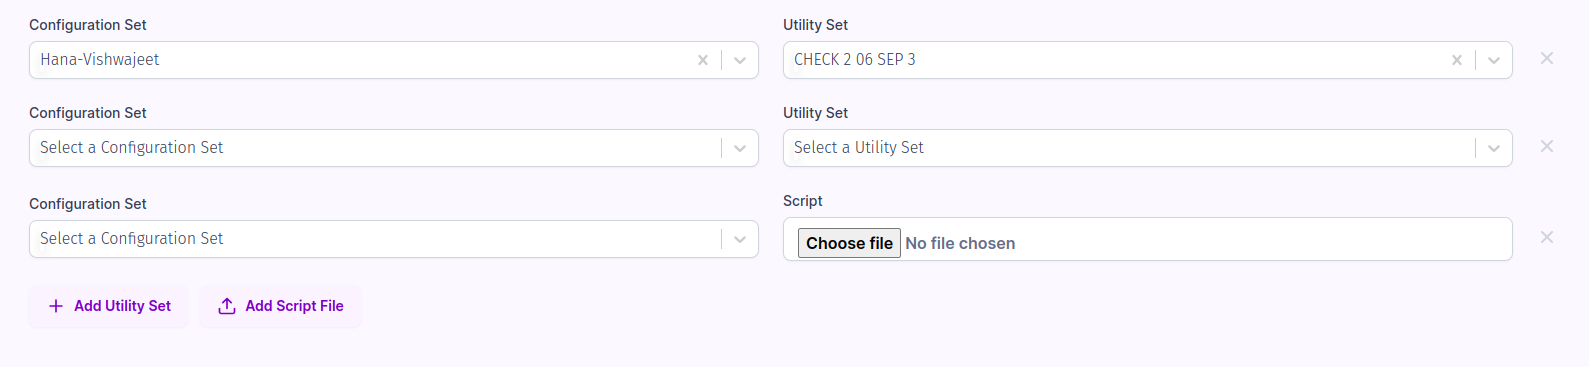 Configuration Set Utility Set
Hana-Vishwajeet CHECK 2 06 SEP 3
Configuration Set Utility Set
Select a Configuration Set Select a Utility Set
Configuration Set Script
Select a Configuration Set Choose file No file chosen
Add Utility Set Add Script File